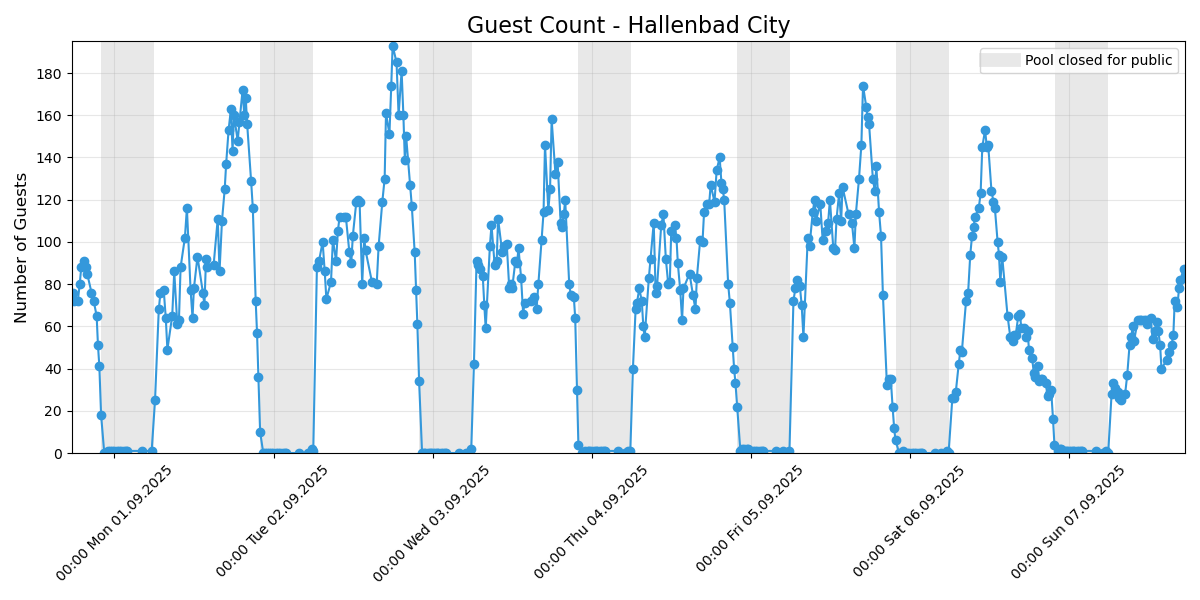 Guest Count - Hallenbad City
Pool closed for public
Number of Guests
180
160
140
120
100
80
60
40
20
0
00:00 Mon 01.09.2025
00:00 Tue 02.09.2025
00:00 Wed 03.09.2025
00:00 Thu 04.09.2025
00:00 Fri 05.09.2025
00:00 Sat 06.09.2025
00:00 Sun 07.09.2025